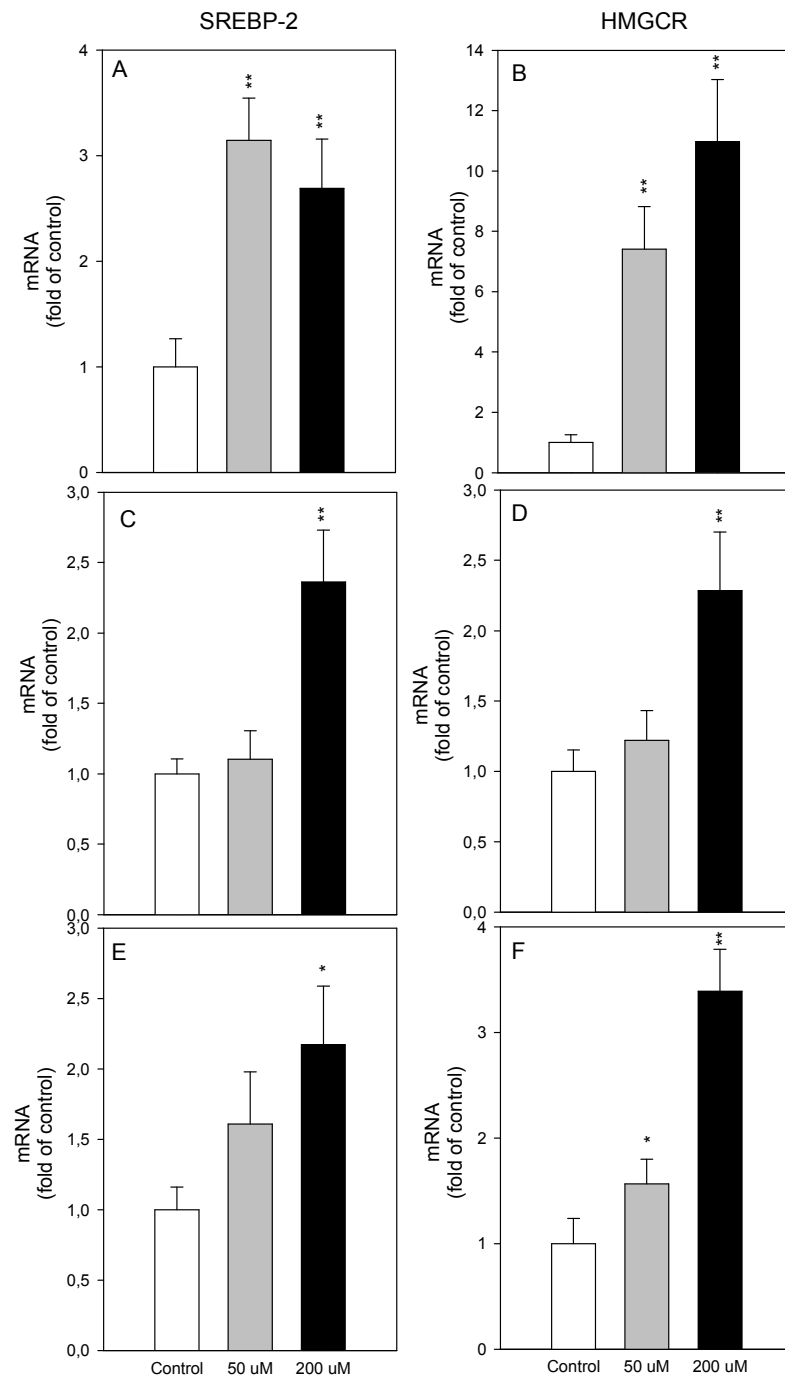 SREBP-2
HMGCR
A
4
3
2
1
0
mRNA
(fold of control)
**
**
B
14
12
10
8
6
4
2
0
mRNA
(fold of control)
**
**
C
3,0
2,5
2,0
1,5
1,0
0,5
0,0
mRNA
(fold of control)
**
D
3,0
2,5
2,0
1,5
1,0
0,5
0,0
mRNA
(fold of control)
**
E
3,0
2,5
2,0
1,5
1,0
0,5
0,0
mRNA
(fold of control)
*
Control 50 uM 200 uM
F
4
3
2
1
0
mRNA
(fold of control)
*
**
Control 50 uM 200 uM